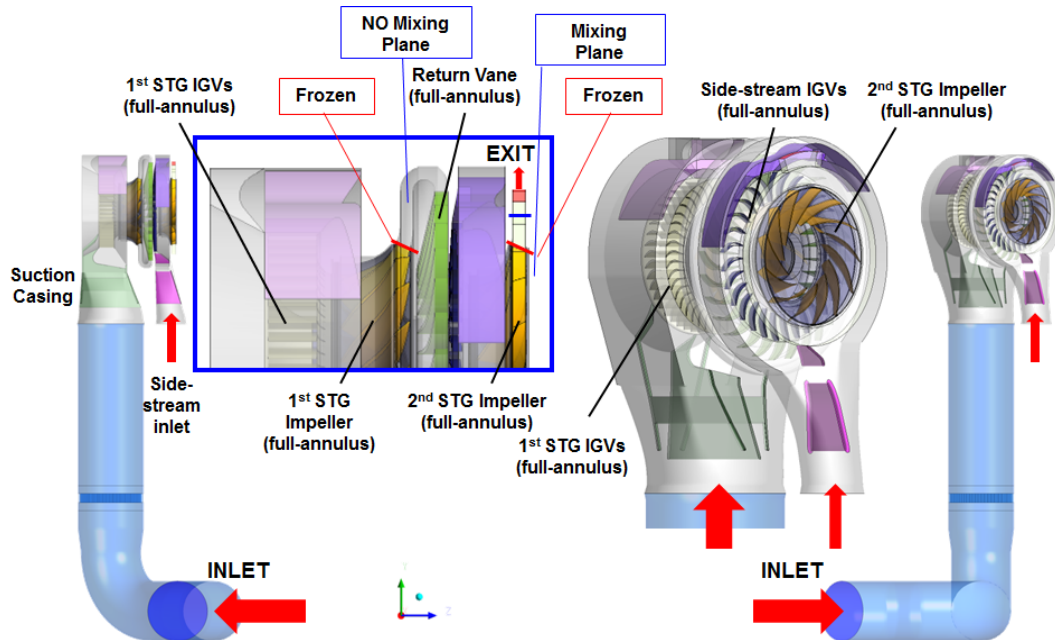 NO Mixing
Plane
Mixing
Plane
1st STG IGVs
(full-annulus)
Return Vane
(full-annulus)
Frozen
Frozen
Side-stream IGVs
(full-annulus)
2nd STG Impeller
(full-annulus)
EXIT
Suction
Casing
Side-
stream
inlet
1st STG
Impeller
(full-annulus)
2nd STG Impeller
(full-annulus)
1st STG IGVs
(full-annulus)
INLET
Y
Z
INLET